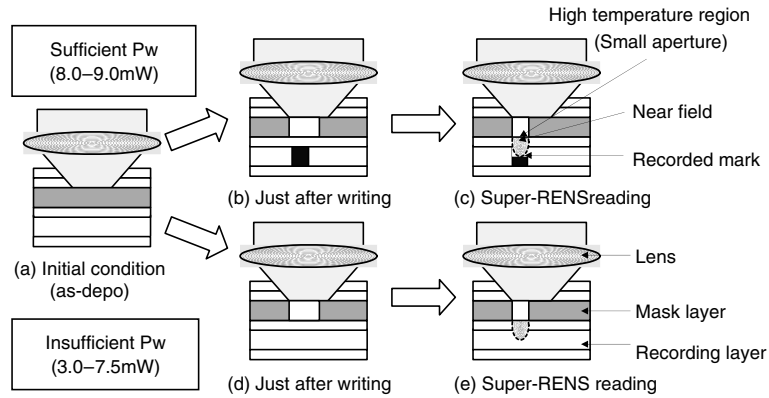 High temperature region
(Small aperture)
Sufficient Pw
(8.0–9.0mW)
Near field
Recorded mark
(b) Just after writing
(c) Super-RENSreading
(a) Initial condition
(as-depo)
Lens
Mask layer
Insufficient Pw
(3.0–7.5mW)
Recording layer
(d) Just after writing
(e) Super-RENS reading